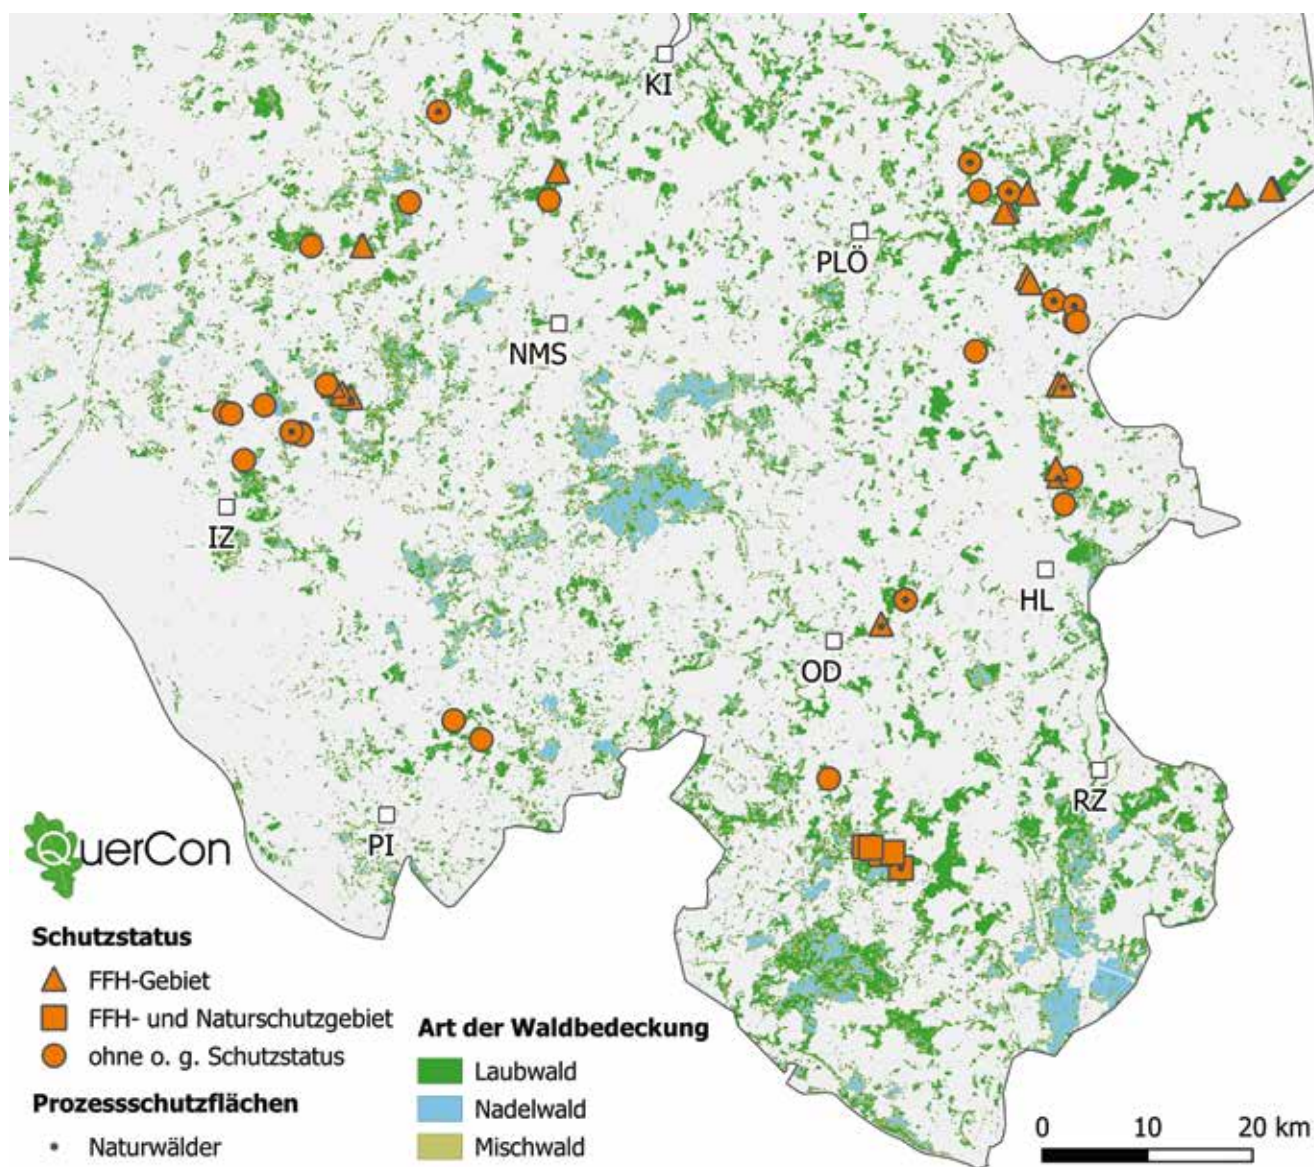 KI
PLÖ
NMS
IZ
HL
OD
RZ
PI
QuerCon
Schutzstatus
FFH-Gebiet
FFH- und Naturschutzgebiet
ohne o. g. Schutzstatus
Prozessschutzflächen
Naturwälder
Art der Waldbedeckung
Laubwald
Nadelwald
Mischwald
0 10 20 km